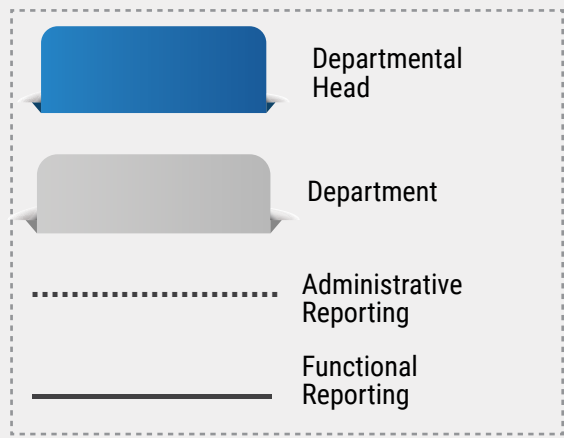 Departmental
Head
Department
Administrative
Reporting
Functional
Reporting